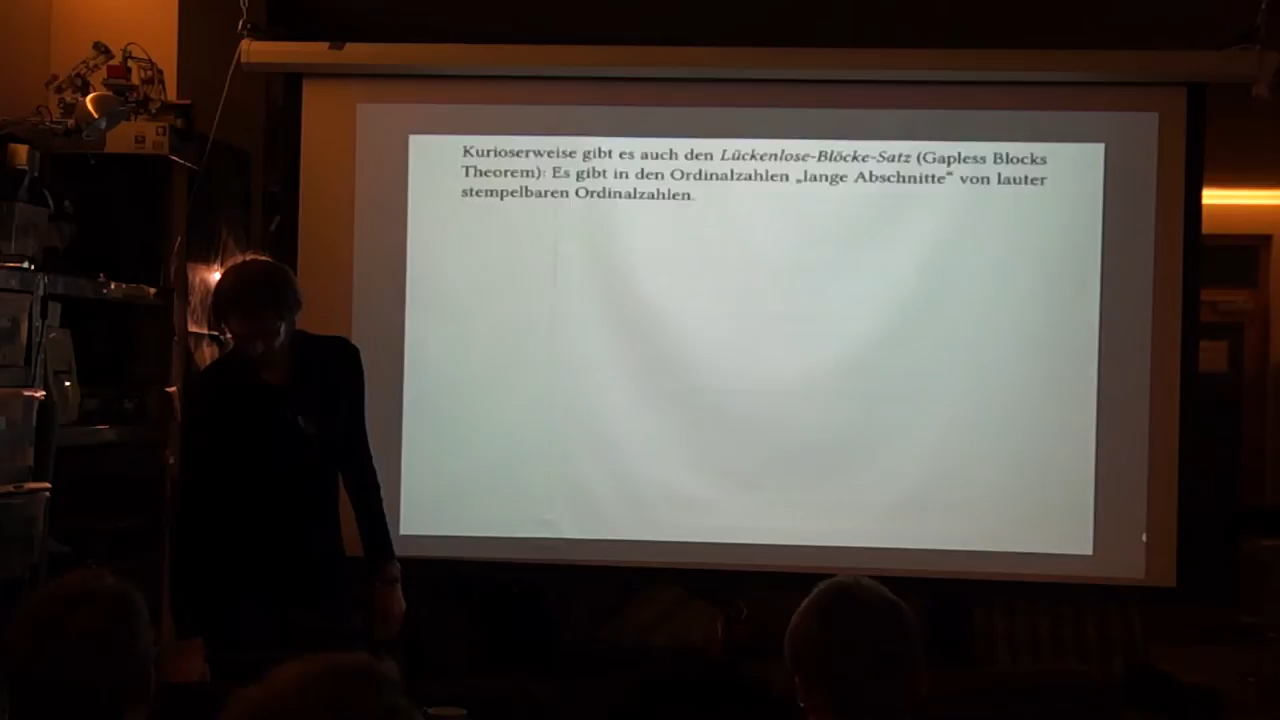 Kurioserweise gibt es auch den Lückenlose-Blöcke-Satz (Gapless Blocks
Theorem): Es gibt in den Ordinalzahlen „lange Abschnitte“ von lauter
stempelbaren Ordinalzahlen.